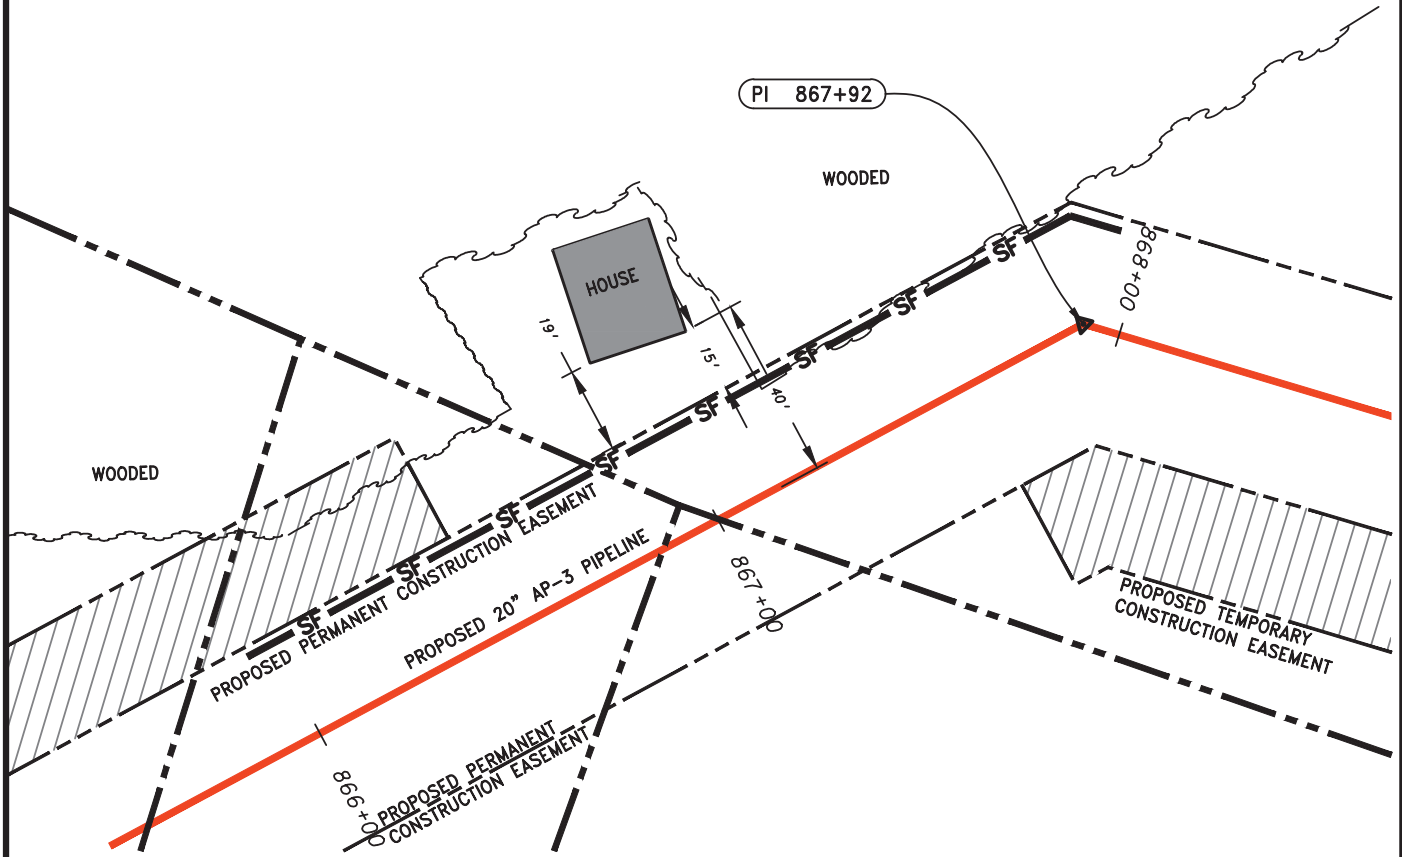 PI 867+92
WOODED
868+00
HOUSE
19'
15'
40'
WOODED
SF
SF
SF
SF
SF
SF
SF
SF
PROPOSED PERMANENT CONSTRUCTION EASEMENT
PROPOSED 20" AP-3 PIPELINE
867+00
PROPOSED TEMPORARY
CONSTRUCTION EASEMENT
866+00
PROPOSED PERMANENT
CONSTRUCTION EASEMENT